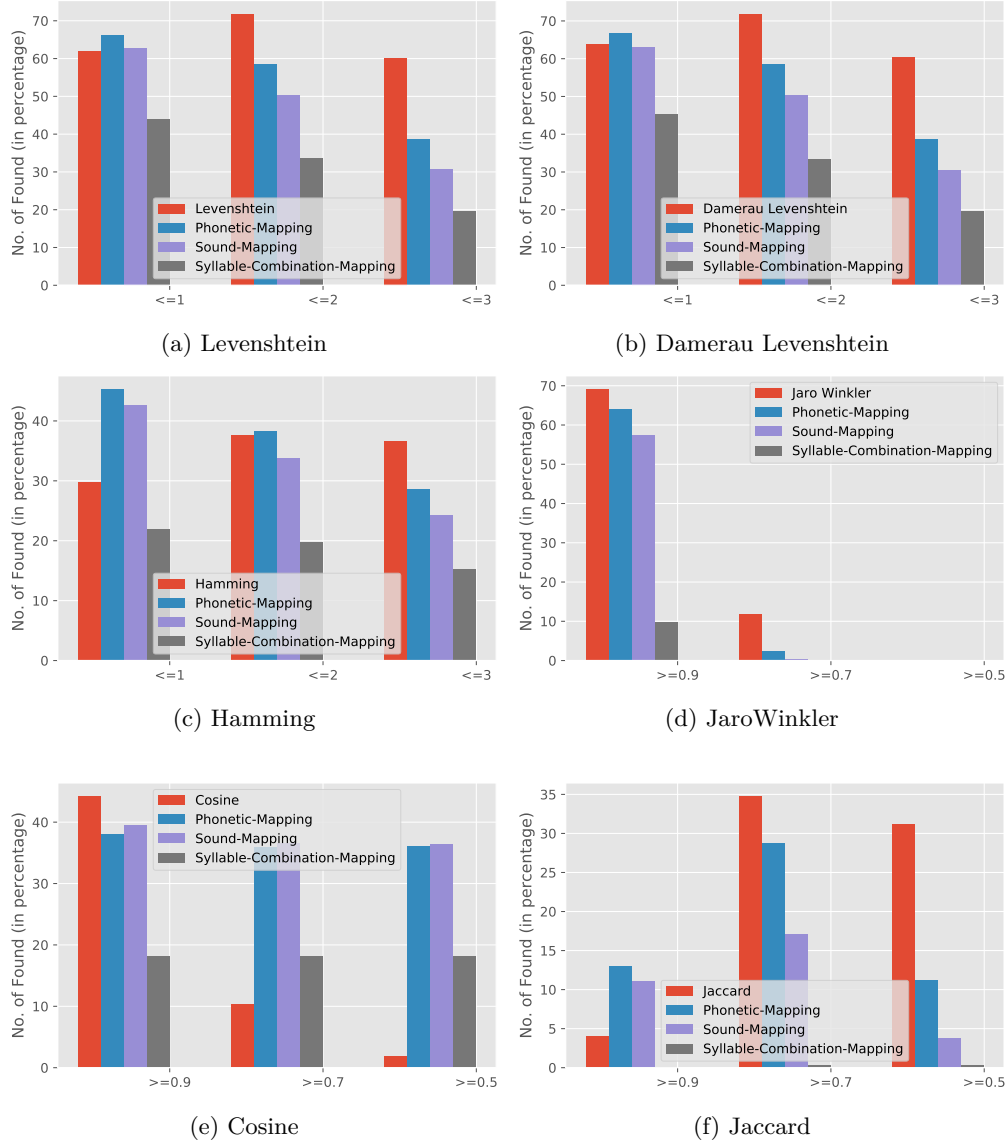 No. of Found (in percentage)
70
60
50
40
30
20
10
0
Levenshtein
Phonetic-Mapping
Sound-Mapping
Syllable-Combination-Mapping
<=1
<=2
<=3
(a) Levenshtein
No. of Found (in percentage)
70
60
50
40
30
20
10
0
Damerau Levenshtein
Phonetic-Mapping
Sound-Mapping
Syllable-Combination-Mapping
<=1
<=2
<=3
(b) Damerau Levenshtein
No. of Found (in percentage)
40
30
20
10
0
Hamming
Phonetic-Mapping
Sound-Mapping
Syllable-Combination-Mapping
<=1
<=2
<=3
(c) Hamming
No. of Found (in percentage)
70
60
50
40
30
20
10
0
Jaro Winkler
Phonetic-Mapping
Sound-Mapping
Syllable-Combination-Mapping
>=0.9
>=0.7
>=0.5
(d) JaroWinkler
No. of Found (in percentage)
40
30
20
10
0
Cosine
Phonetic-Mapping
Sound-Mapping
Syllable-Combination-Mapping
>=0.9
>=0.7
>=0.5
(e) Cosine
No. of Found (in percentage)
35
30
25
20
15
10
5
0
Jaccard
Phonetic-Mapping
Sound-Mapping
Syllable-Combination-Mapping
>=0.9
>=0.7
>=0.5
(f) Jaccard